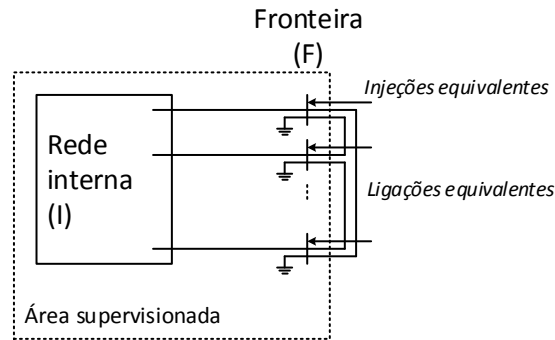 Fronteira
(F)
Injeções equivalentes
Rede
interna
(I)
Ligações equivalentes
Área supervisionada